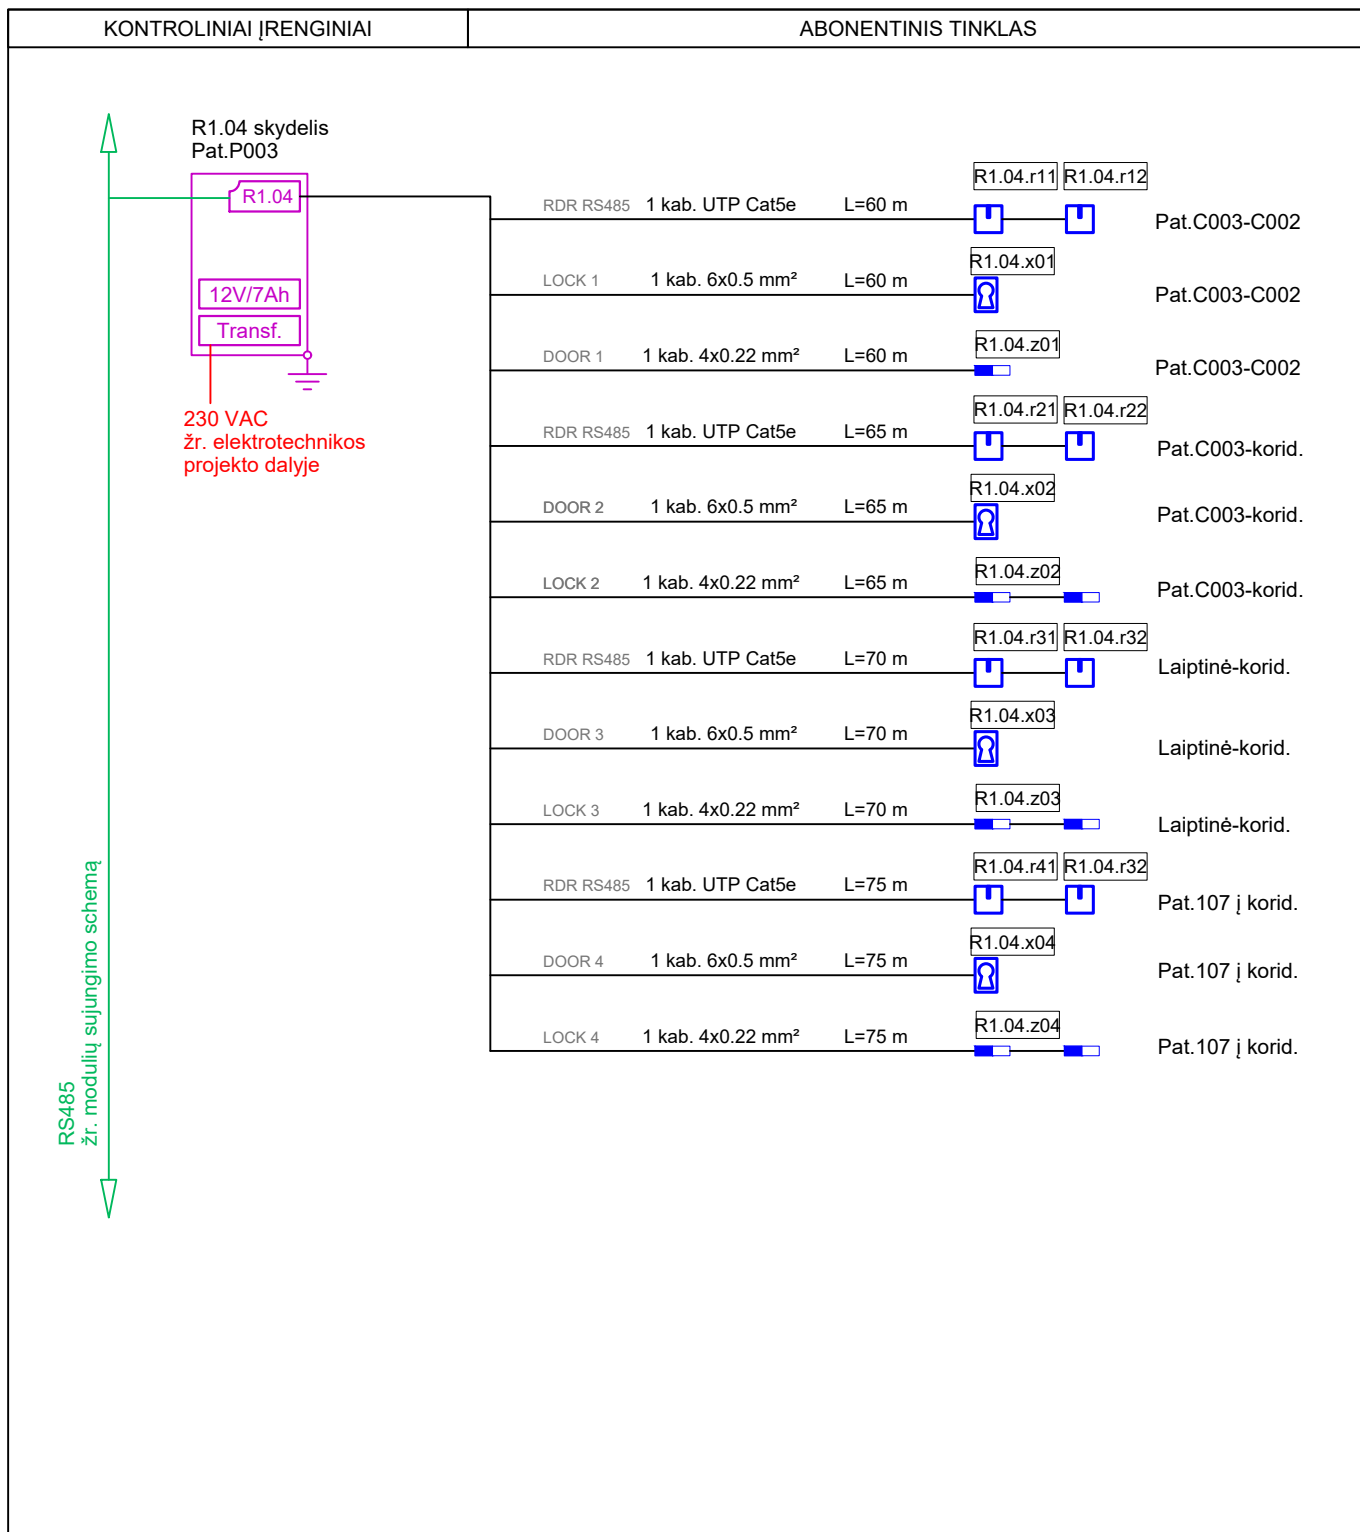 KONTROLINIAI ĮRENGINIAI
ABONENTINIS TINKLAS
R1.04 skydelis
Pat.P003
R1.04
12V/7Ah
Transf.
230 VAC
žr. elektrotechnikos
projekto dalyje
RS485
žr. modulių sujungimo schemą
RDR RS485 1 kab. UTP Cat5e L=60 m R1.04.r11 R1.04.r12 Pat.C003-C002
LOCK 1 1 kab. 6x0.5 mm² L=60 m R1.04.x01 Pat.C003-C002
DOOR 1 1 kab. 4x0.22 mm² L=60 m R1.04.z01 Pat.C003-C002
RDR RS485 1 kab. UTP Cat5e L=65 m R1.04.r21 R1.04.r22 Pat.C003-korid.
DOOR 2 1 kab. 6x0.5 mm² L=65 m R1.04.x02 Pat.C003-korid.
LOCK 2 1 kab. 4x0.22 mm² L=65 m R1.04.z02 Pat.C003-korid.
RDR RS485 1 kab. UTP Cat5e L=70 m R1.04.r31 R1.04.r32 Laiptinė-korid.
DOOR 3 1 kab. 6x0.5 mm² L=70 m R1.04.x03 Laiptinė-korid.
LOCK 3 1 kab. 4x0.22 mm² L=70 m R1.04.z03 Laiptinė-korid.
RDR RS485 1 kab. UTP Cat5e L=75 m R1.04.r41 R1.04.r32 Pat.107 į korid.
DOOR 4 1 kab. 6x0.5 mm² L=75 m R1.04.x04 Pat.107 į korid.
LOCK 4 1 kab. 4x0.22 mm² L=75 m R1.04.z04 Pat.107 į korid.